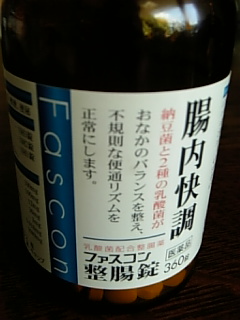 腸内快調
納豆菌と2種の乳酸菌が
おなかのバランスを整え、
不規則な便通リズムを
正常にします。
Fascon
乳酸菌配合整腸薬
ファスコン
整腸錠
医薬品
360錠